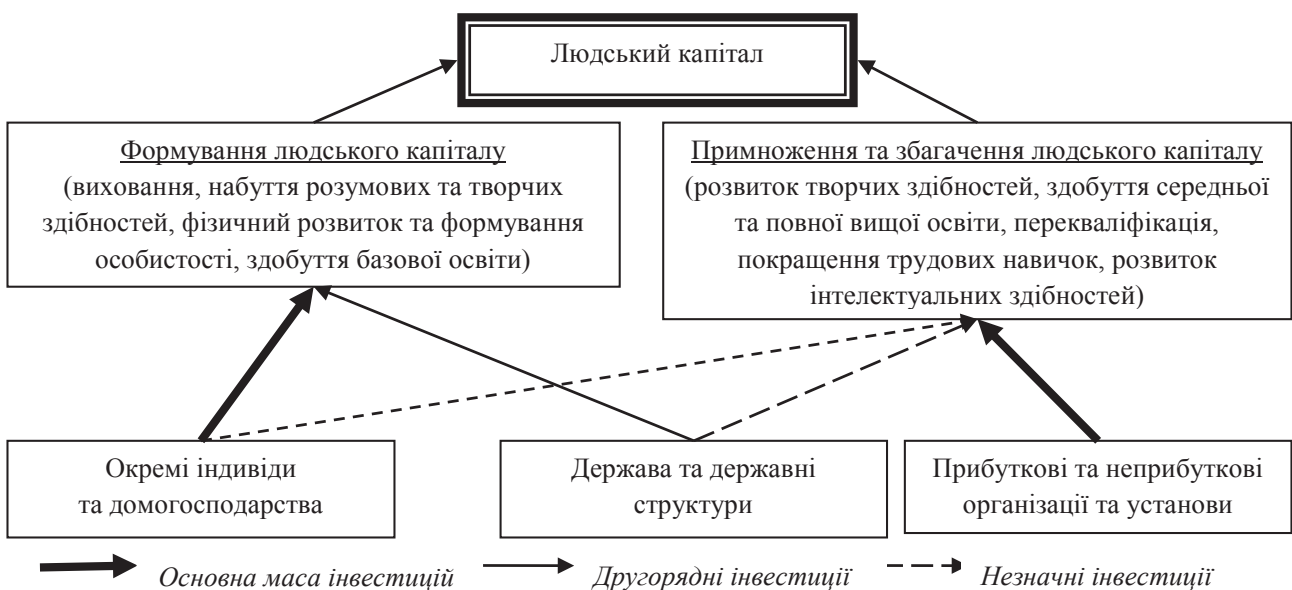 Людський капітал
Формування людського капіталу
(виховання, набуття розумових та творчих
здібностей, фізичний розвиток та формування
особистості, здобуття базової освіти)
Примноження та збагачення людського капіталу
(розвиток творчих здібностей, здобуття середньої
та повної вищої освіти, перекваліфікація,
покращення трудових навичок, розвиток
інтелектуальних здібностей)
Окремі індивіди
та домогосподарства
Держава та державні
структури
Прибуткові та неприбуткові
організації та установи
Основна маса інвестицій
Другорядні інвестиції
Незначні інвестиції